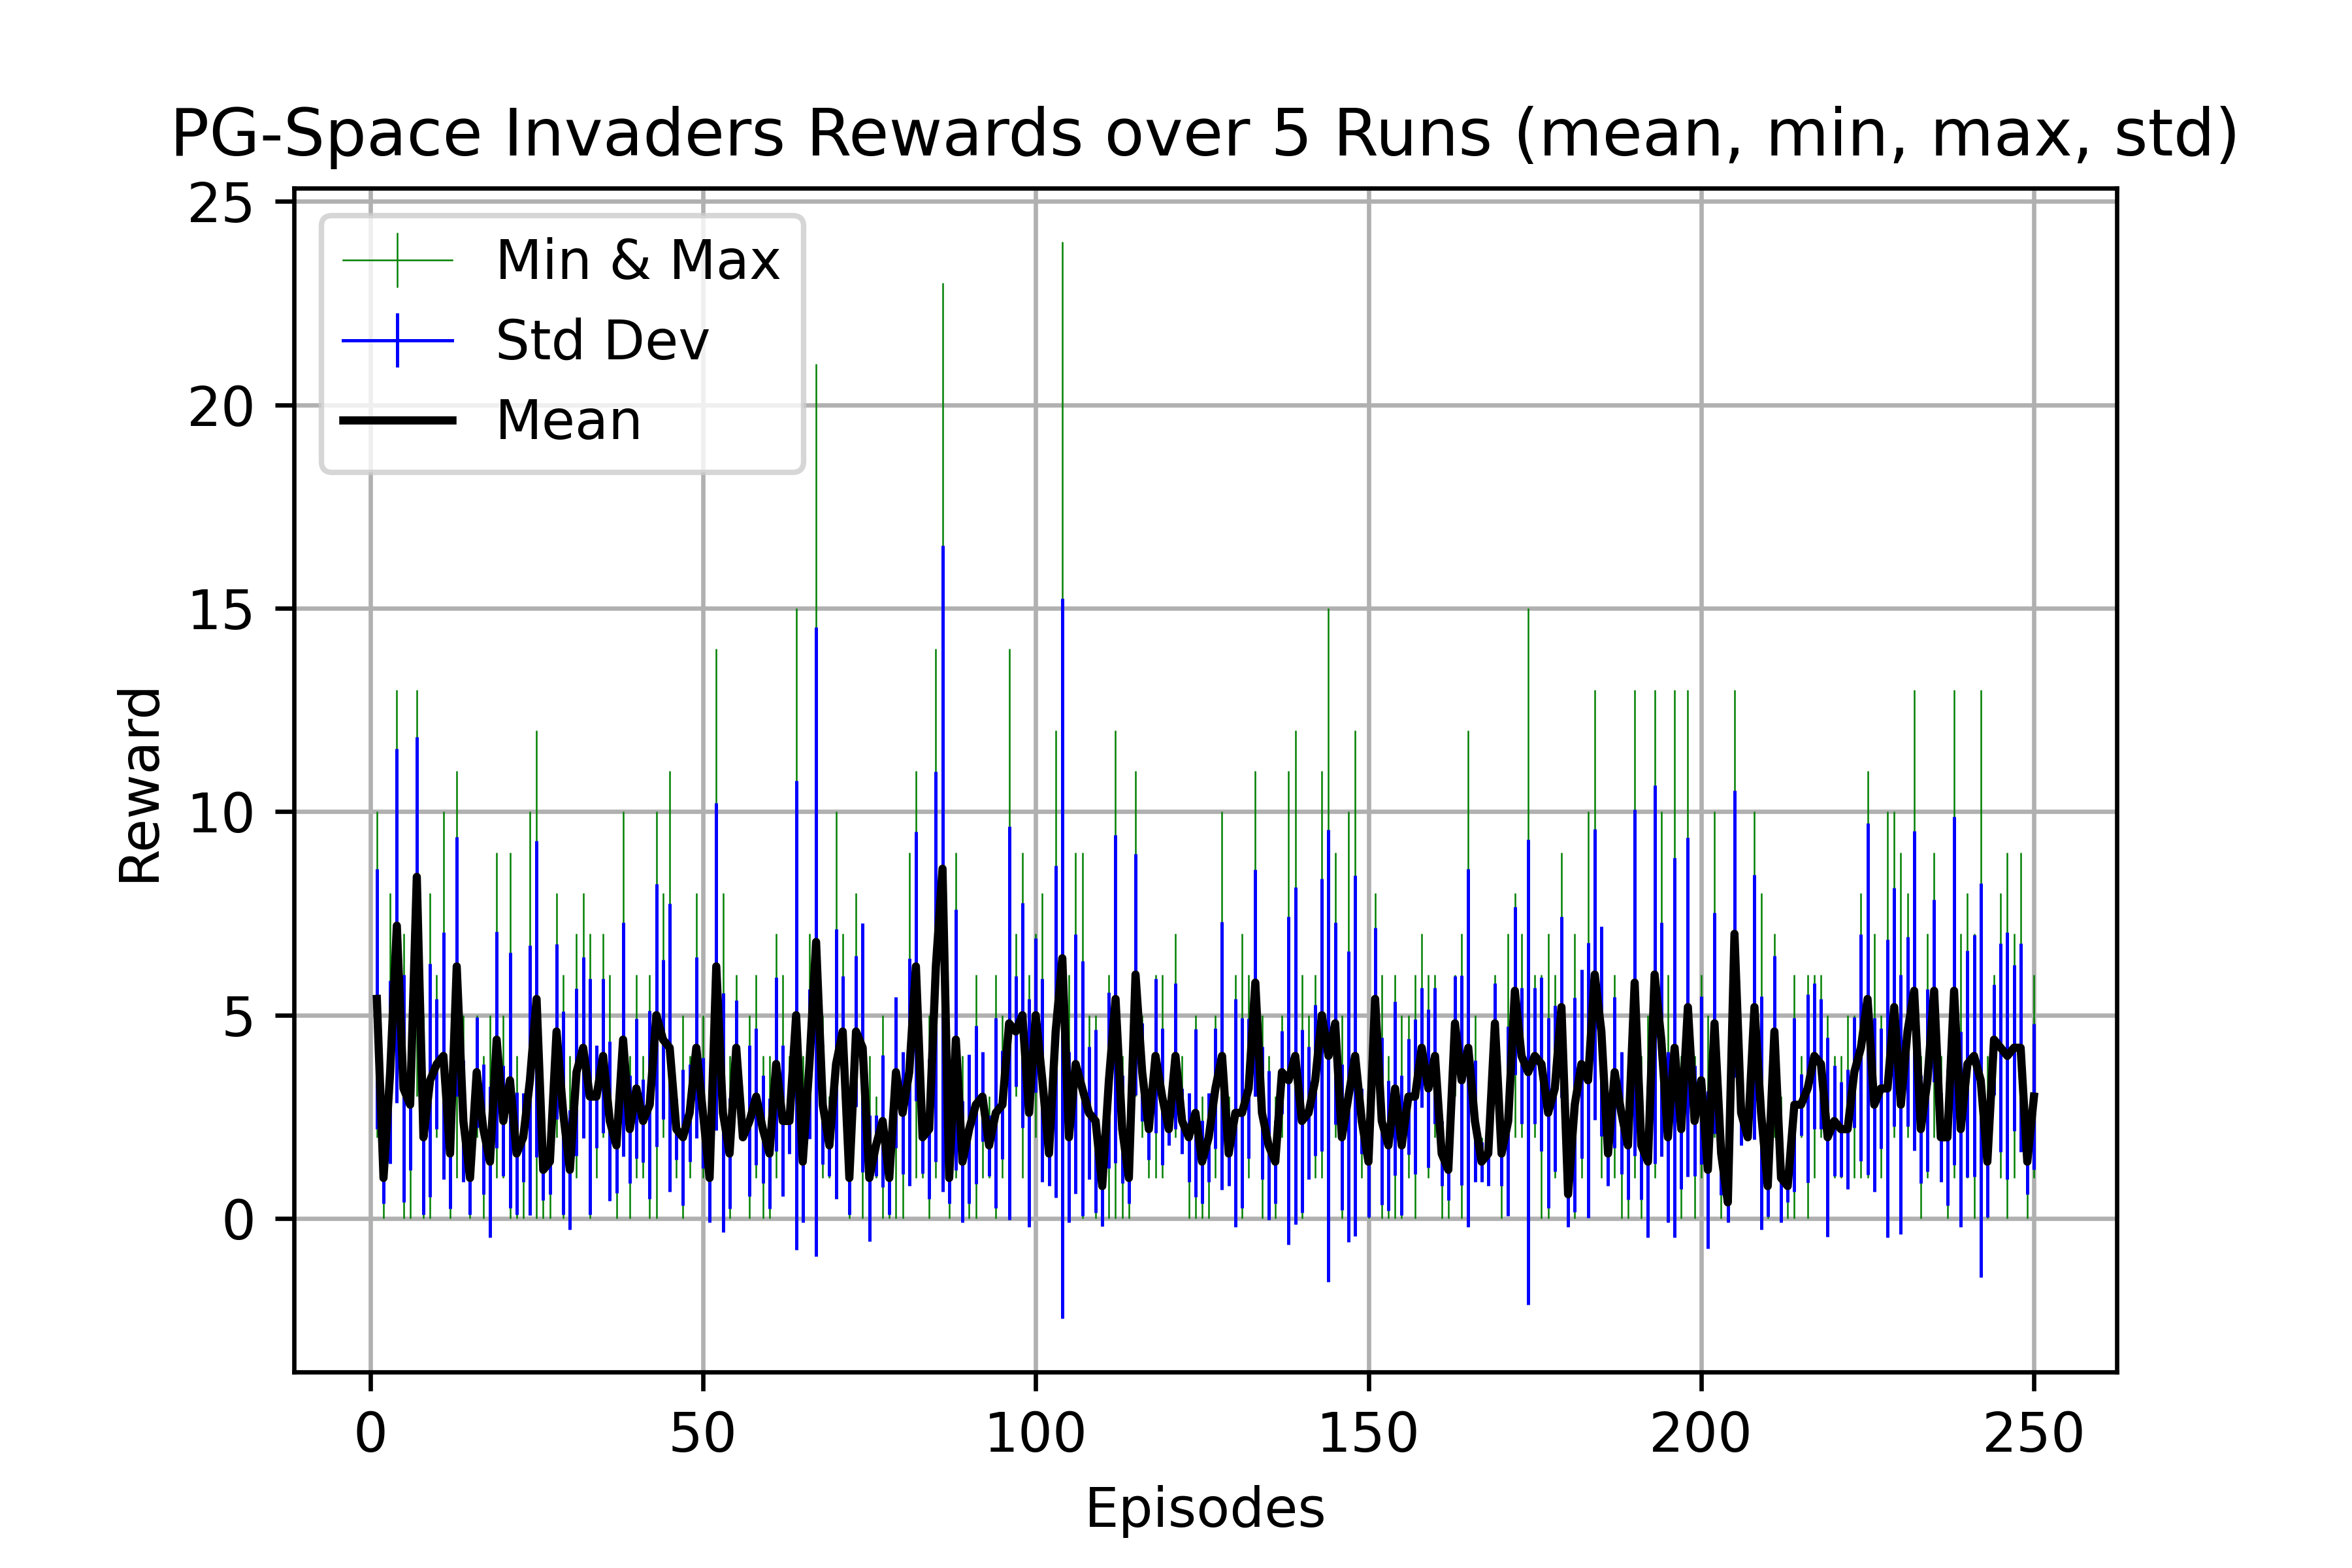 PG-Space Invaders Rewards over 5 Runs (mean, min, max, std)
25
20
15
10
5
0
Reward
Min & Max
Std Dev
Mean
0 50 100 150 200 250
Episodes